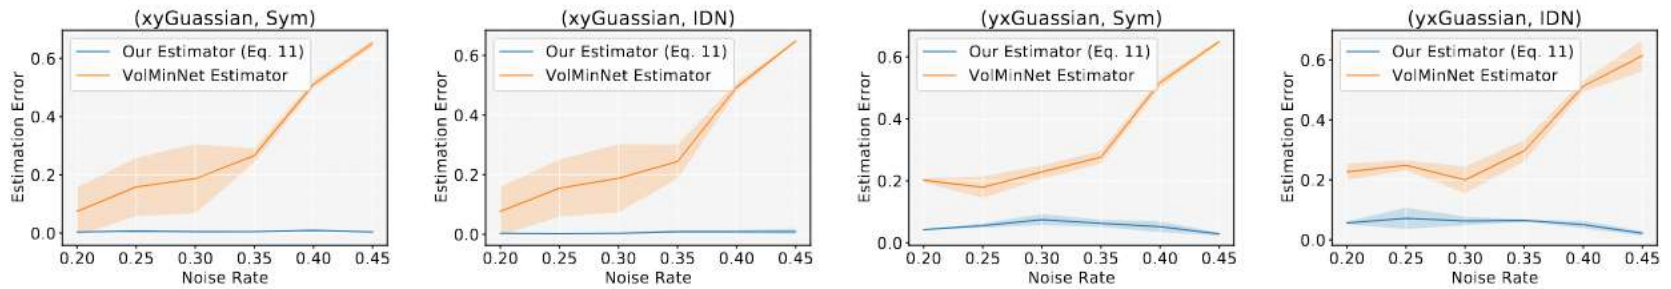 (xyGuassian, Sym)
Our Estimator (Eq. 11)
VolMinNet Estimator
Estimation Error
0.6
0.4
0.2
0.0
0.20 0.25 0.30 0.35 0.40 0.45
Noise Rate
(xyGuassian, IDN)
Our Estimator (Eq. 11)
VolMinNet Estimator
Estimation Error
0.6
0.4
0.2
0.0
0.20 0.25 0.30 0.35 0.40 0.45
Noise Rate
(yxGuassian, Sym)
Our Estimator (Eq. 11)
VolMinNet Estimator
Estimation Error
0.6
0.4
0.2
0.0
0.20 0.25 0.30 0.35 0.40 0.45
Noise Rate
(yxGuassian, IDN)
Our Estimator (Eq. 11)
VolMinNet Estimator
Estimation Error
0.6
0.4
0.2
0.0
0.20 0.25 0.30 0.35 0.40 0.45
Noise Rate